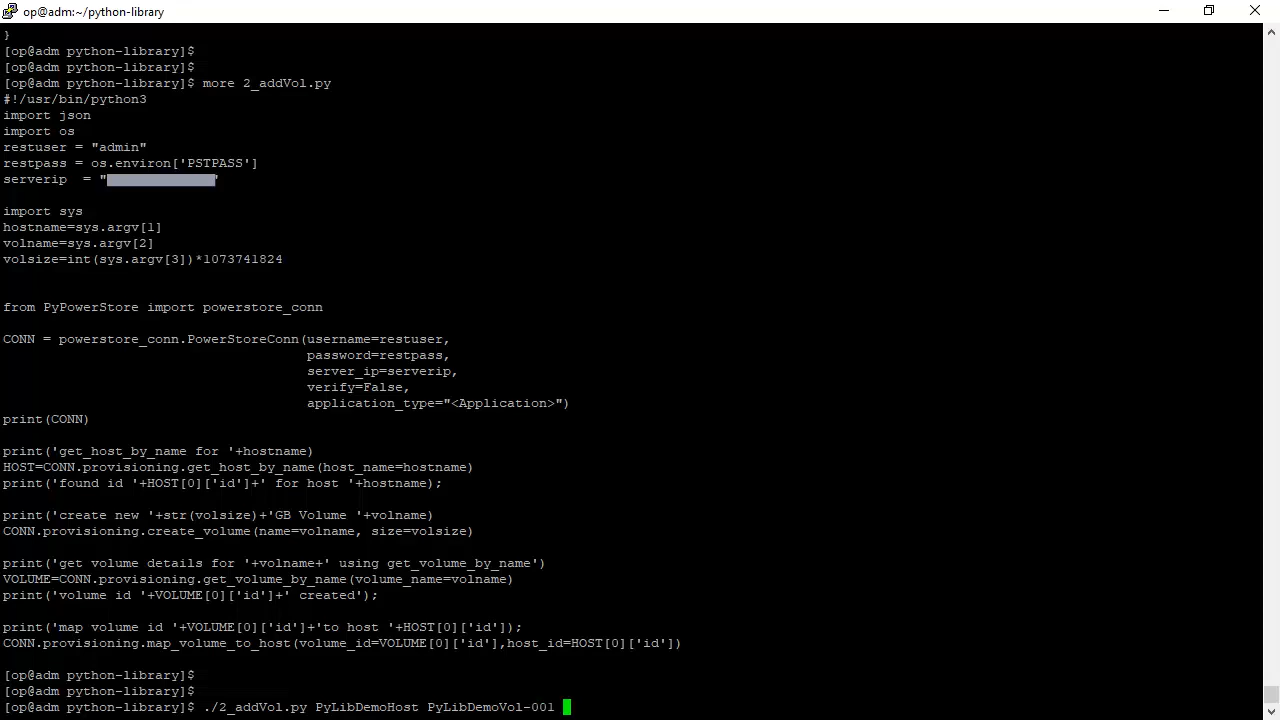 op@adm:~/python-library
}
[op@adm python-library]$
[op@adm python-library]$
[op@adm python-library]$ more 2_addVol.py
#!/usr/bin/python3
import json
import os
restuser = "admin"
restpass = os.environ['PSTPASS']
serverip  = "

import sys
hostname=sys.argv[1]
volname=sys.argv[2]
volsize=int(sys.argv[3])*1073741824

from PyPowerStore import powerstore_conn

CONN = powerstore_conn.PowerStoreConn(username=restuser,
                                      password=restpass,
                                      server_ip=serverip,
                                      verify=False,
                                      application_type="<Application>")
print(CONN)

print('get_host_by_name for '+hostname)
HOST=CONN.provisioning.get_host_by_name(host_name=hostname)
print('found id '+HOST[0]['id']+' for host '+hostname);

print('create new '+str(volsize)+'GB Volume '+volname)
CONN.provisioning.create_volume(name=volname, size=volsize)

print('get volume details for '+volname+' using get_volume_by_name')
VOLUME=CONN.provisioning.get_volume_by_name(volume_name=volname)
print('volume id '+VOLUME[0]['id']+' created');

print('map volume id '+VOLUME[0]['id']+'to host '+HOST[0]['id']);
CONN.provisioning.map_volume_to_host(volume_id=VOLUME[0]['id'],host_id=HOST[0]['id'])

[op@adm python-library]$
[op@adm python-library]$
[op@adm python-library]$ ./2_addVol.py PyLibDemoHost PyLibDemoVol-001